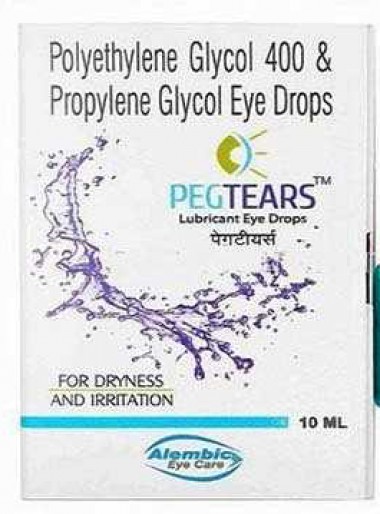 Polyethylene Glycol 400 &
Propylene Glycol Eye Drops
PEGTEARS™
Lubricant Eye Drops
पेगटीयर्स
FOR DRYNESS
AND IRRITATION
10 ML
Alembic
Eye Care